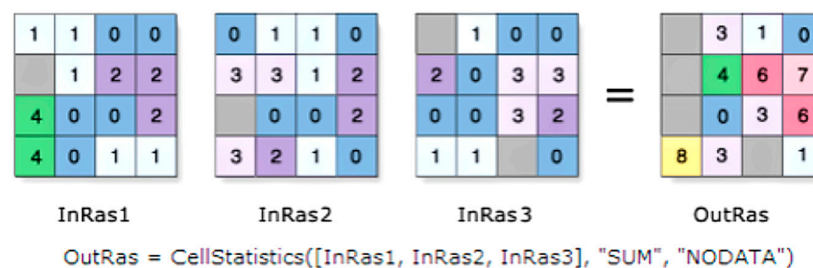 1 1 0 0 0 1 1 0 1 0 0 3 1 0
1 2 2 3 3 1 2 2 0 3 3 4 6 7
4 0 0 2 0 0 2 0 0 3 2 = 0 3 6
4 0 1 1 3 2 1 0 1 1 0 8 3 1
InRas1 InRas2 InRas3 OutRas
OutRas = CellStatistics([InRas1, InRas2, InRas3], "SUM", "NODATA")